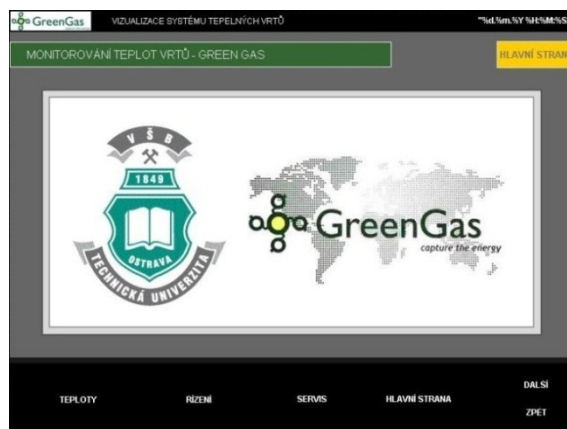 GreenGas
VIZUALIZACE SYSTÉMU TEPELNÝCH VRTŮ
"%d.%m.%Y %H:%M:%S
MONITOROVÁNÍ TEPLOT VRTŮ - GREEN GAS
HLAVNÍ STRAN
VŠB
1849
OSTRAVA
TECHNICKÁ UNIVERZITA
GreenGas
capture the energy
TEPLOTY
ŘÍZENÍ
SERVIS
HLAVNÍ STRANA
DALŠÍ
ZPĚT